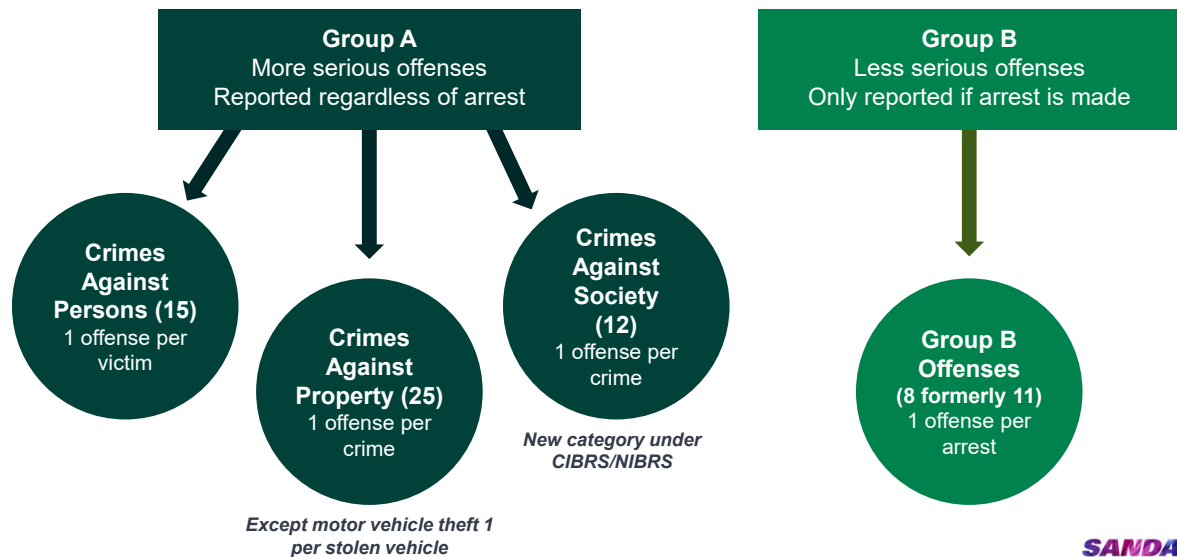 Group A
More serious offenses
Reported regardless of arrest
Group B
Less serious offenses
Only reported if arrest is made
Crimes
Against
Persons (15)
1 offense per
victim
Crimes
Against
Property (25)
1 offense per
crime
Except motor vehicle theft 1
per stolen vehicle
Crimes
Against
Society
(12)
1 offense per
crime
New category under
CIBRS/NIBRS
Group B
Offenses
(8 formerly 11)
1 offense per
arrest
SANDA